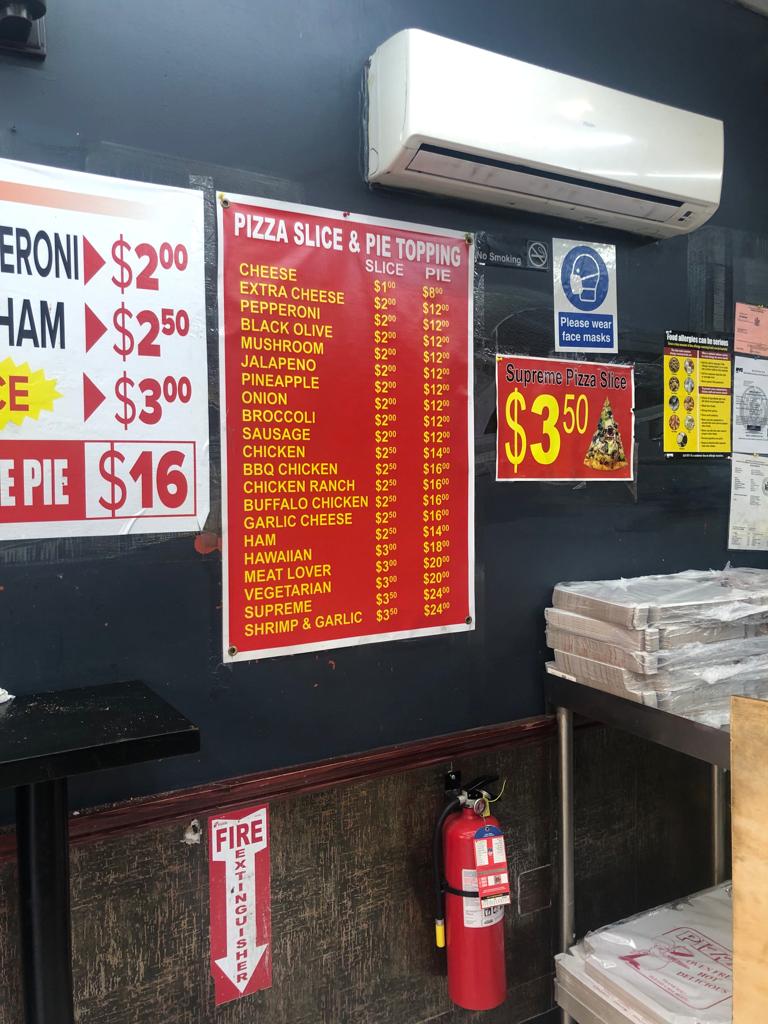 ERONI $2.00
HAM $2.50
CE $3.00
E PIE $16
PIZZA SLICE & PIE TOPPING
SLICE PIE
CHEESE $1.00 $8.00
EXTRA CHEESE $2.00 $12.00
PEPPERONI $2.00 $12.00
BLACK OLIVE $2.00 $12.00
MUSHROOM $2.00 $12.00
JALAPENO $2.00 $12.00
PINEAPPLE $2.00 $12.00
ONION $2.00 $12.00
BROCCOLI $2.00 $12.00
SAUSAGE $2.00 $12.00
CHICKEN $2.50 $14.00
BBQ CHICKEN $2.50 $16.00
CHICKEN RANCH $2.50 $16.00
BUFFALO CHICKEN $2.50 $16.00
GARLIC CHEESE $2.50 $16.00
HAM $2.50 $14.00
HAWAIIAN $3.00 $18.00
MEAT LOVER $3.00 $20.00
VEGETARIAN $3.00 $20.00
SUPREME $3.50 $24.00
SHRIMP & GARLIC $3.50 $24.00
No Smoking
Please wear
face masks
Supreme Pizza Slice
$3.50
Food allergies can be serious
FIRE
EXTINGUISHER
HOT
DELICIOUS